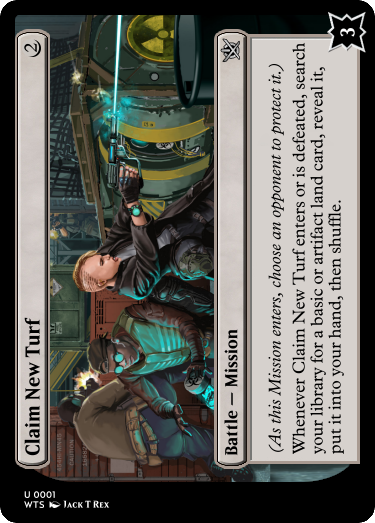 Claim New Turf
2
Battle — Mission
3
(As this Mission enters, choose an opponent to protect it.)
Whenever Claim New Turf enters or is defeated, search
your library for a basic or artifact land card, reveal it,
put it into your hand, then shuffle.
U 0001
WTS Jack T Rex